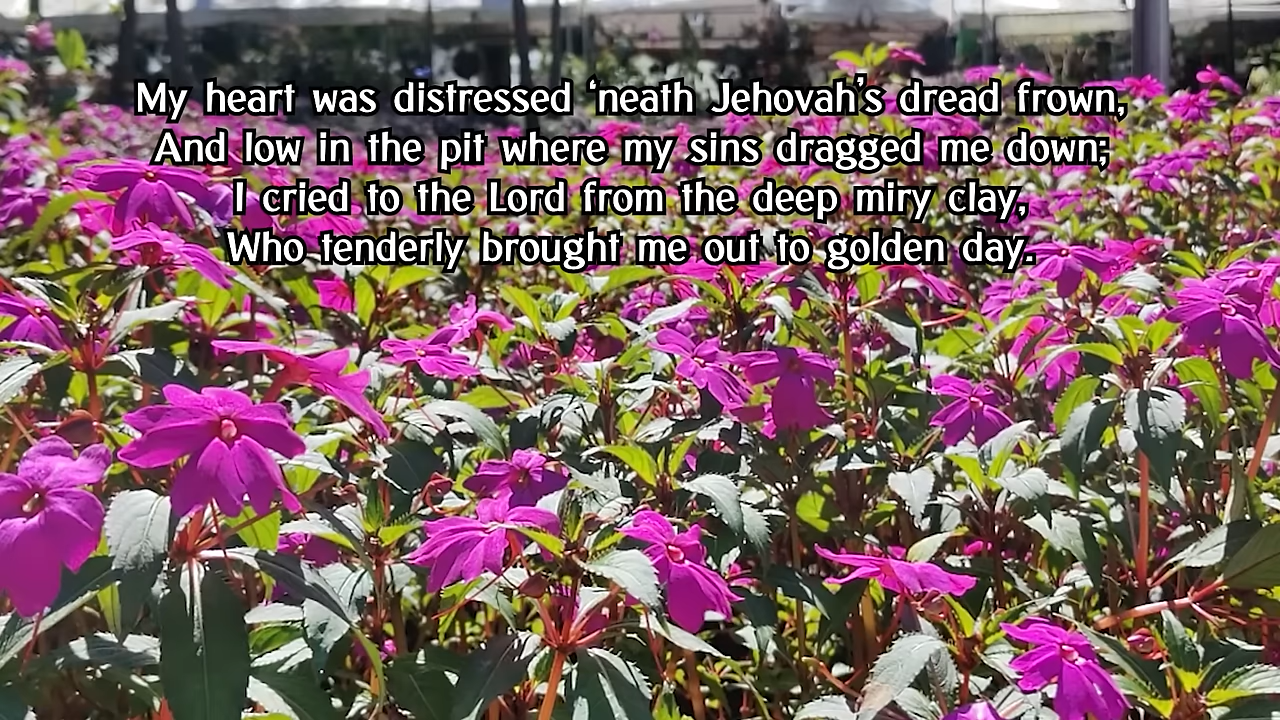 My heart was distressed ‘neath Jehovah’s dread frown,
And low in the pit where my sins dragged me down;
I cried to the Lord from the deep miry clay,
Who tenderly brought me out to golden day.